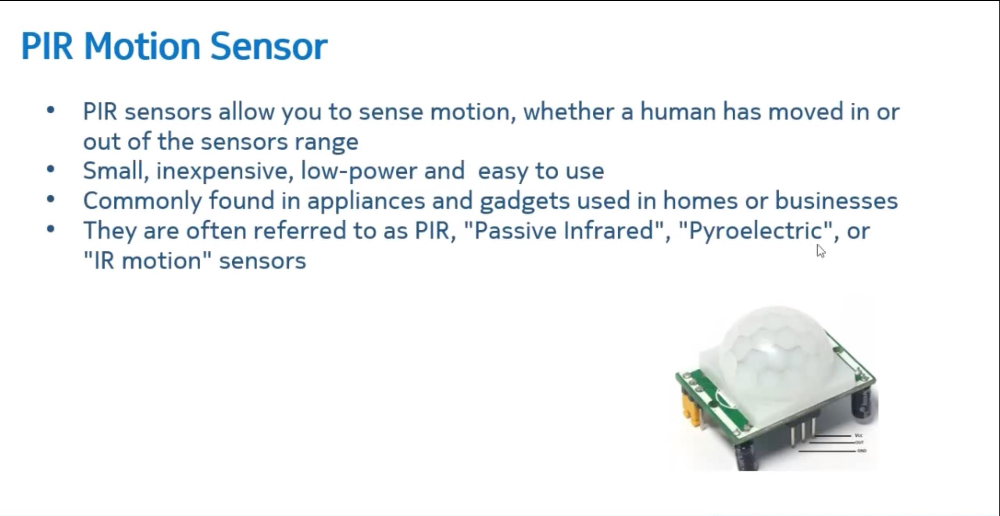 PIR Motion Sensor
• PIR sensors allow you to sense motion, whether a human has moved in or
out of the sensors range
• Small, inexpensive, low-power and  easy to use
• Commonly found in appliances and gadgets used in homes or businesses
• They are often referred to as PIR, "Passive Infrared", "Pyroelectric", or
"IR motion" sensors
Vcc
OUT
GND